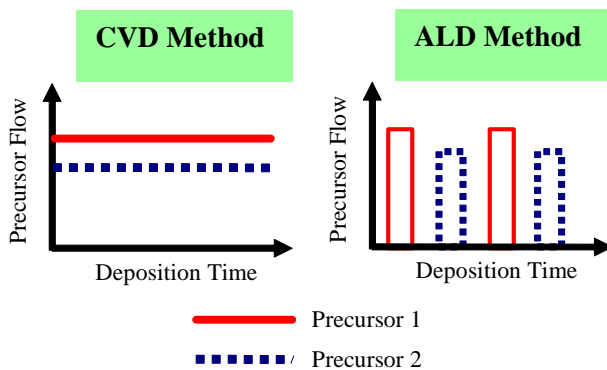 CVD Method
ALD Method
Precursor Flow
Deposition Time
Precursor Flow
Deposition Time
Precursor 1
Precursor 2